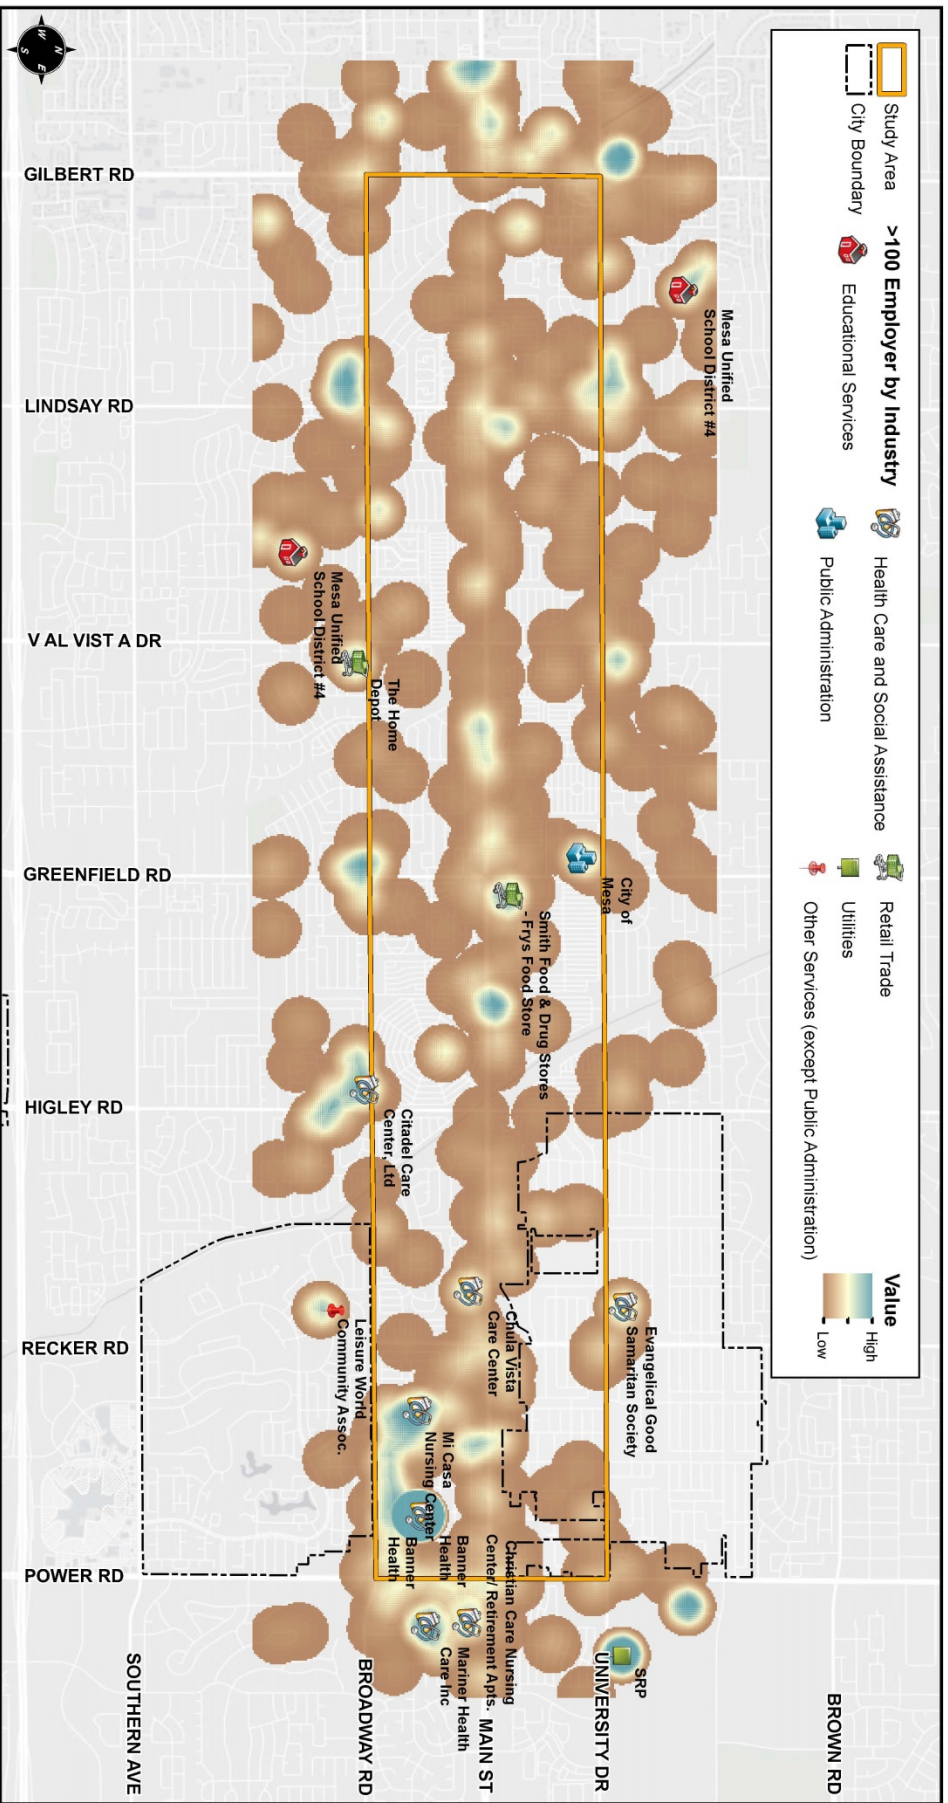 Study Area
City Boundary
>100 Employer by Industry
Educational Services
Health Care and Social Assistance
Public Administration
Retail Trade
Utilities
Other Services (except Public Administration)
Value
High
Low
N
E
S
W
Mesa Unified
School District #4
Mesa Unified
School District #4
The Home
Depot
City of
Mesa
Smith Food & Drug Stores
- Frys Food Store
Citadel Care
Center, Ltd
Chula Vista
Care Center
Evangelical Good
Samaritan Society
Leisure World
Community Assoc.
Mi Casa
Nursing Center
Banner
Health
Banner
Health
Christian Care Nursing
Center/ Retirement Apts.
Mariner Health
Care Inc
SRP
GILBERT RD
LINDSAY RD
V AL VIST A DR
GREENFIELD RD
HIGLEY RD
RECKER RD
POWER RD
BROWN RD
UNIVERSITY DR
MAIN ST
BROADWAY RD
SOUTHERN AVE